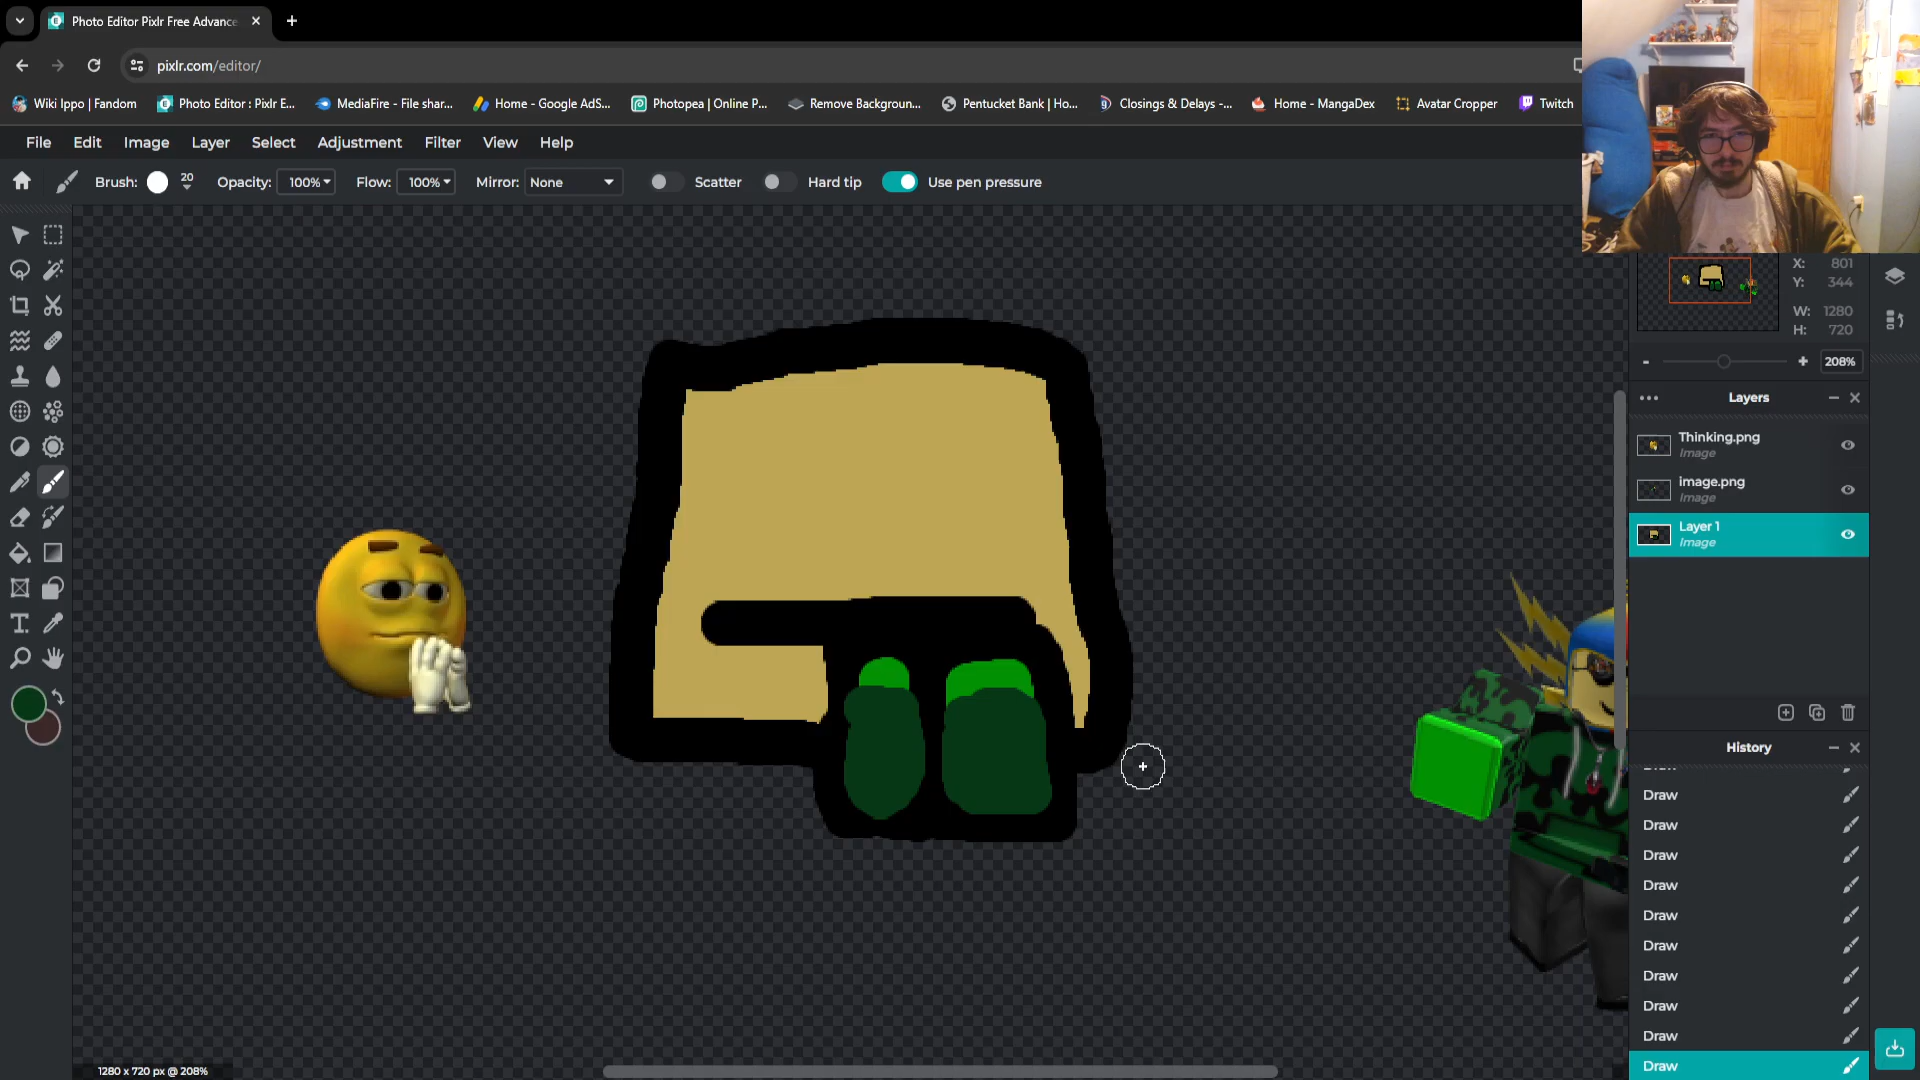 Photo Editor Pixlr Free Advance
pixlr.com/editor/
Wiki Ippo | Fandom
Photo Editor : Pixlr E...
MediaFire - File shar...
Home - Google AdS...
Photopea | Online P...
Remove Backgroun...
Pentucket Bank | Ho...
Closings & Delays -...
Home - MangaDex
Avatar Cropper
Twitch
File Edit Image Layer Select Adjustment Filter View Help
Brush: 20 Opacity: 100% Flow: 100% Mirror: None Scatter Hard tip Use pen pressure
X: 801
Y: 344
W: 1280
H: 720
- + 208%
Layers
Thinking.png
Image
image.png
Image
Layer 1
Image
History
Draw
Draw
Draw
Draw
Draw
Draw
Draw
Draw
Draw
Draw
1280 x 720 px @ 208%